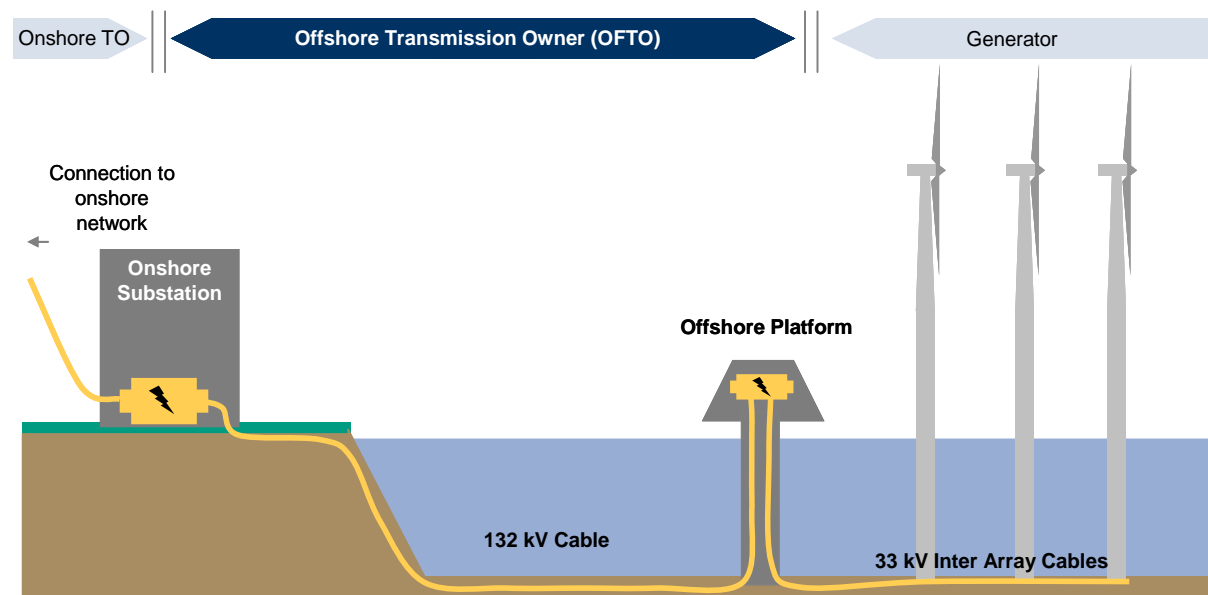 Onshore TO
Offshore Transmission Owner (OFTO)
Generator
Connection to
onshore
network
Onshore
Substation
Offshore Platform
132 kV Cable
33 kV Inter Array Cables